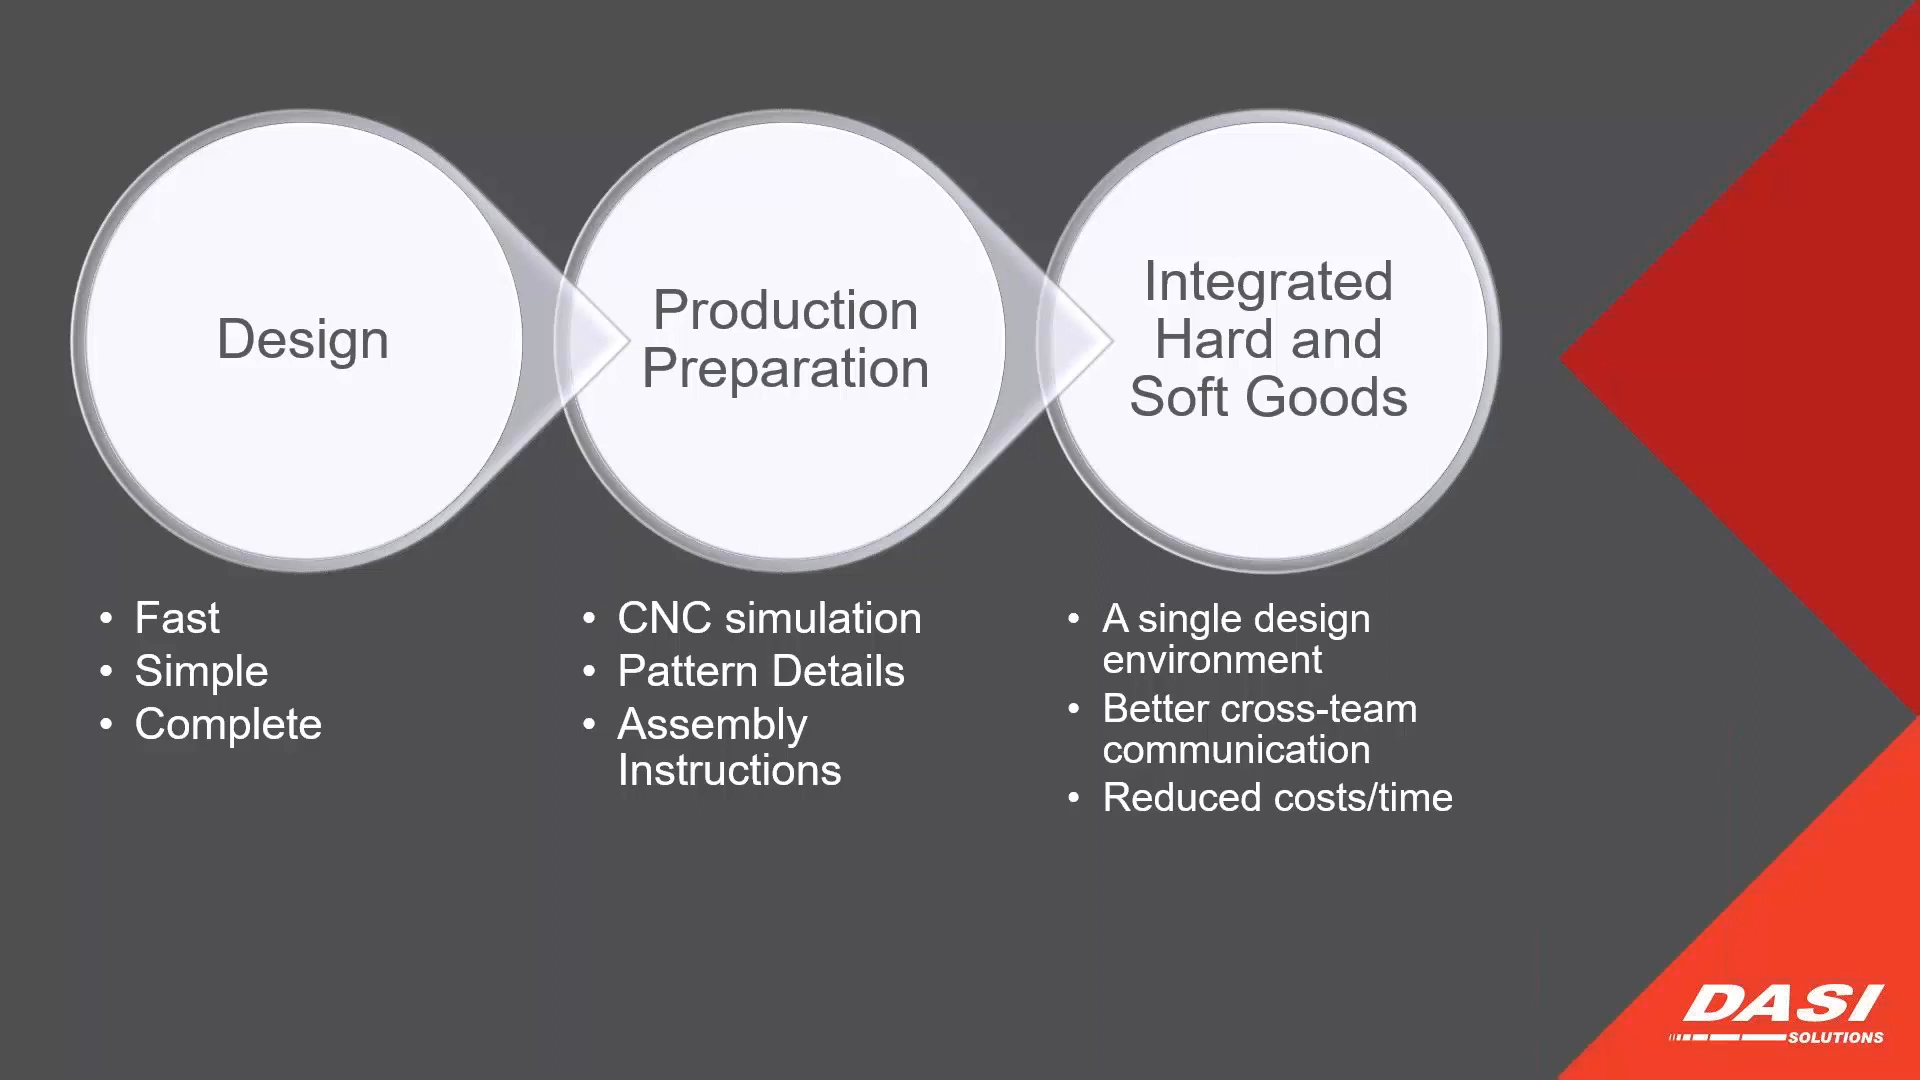 Design
Production
Preparation
Integrated
Hard and
Soft Goods
• Fast
• Simple
• Complete
• CNC simulation
• Pattern Details
• Assembly
Instructions
• A single design
environment
• Better cross-team
communication
• Reduced costs/time
DASI
SOLUTIONS